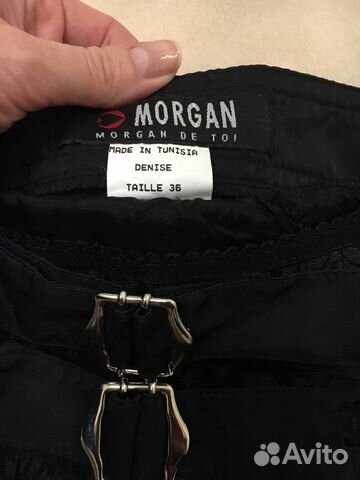 MORGAN
MORGAN DE TOI
MADE IN TUNISIA
DENISE
TAILLE 36
Avito